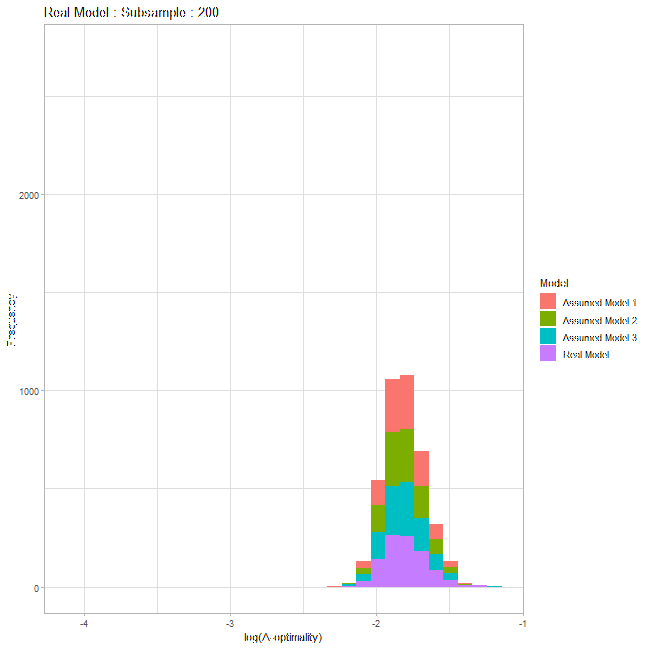 Real Model : Subsample : 200
2000
1000
0
Frequency
-4
-3
-2
-1
log(A-optimality)
Model
Assumed Model 1
Assumed Model 2
Assumed Model 3
Real Model